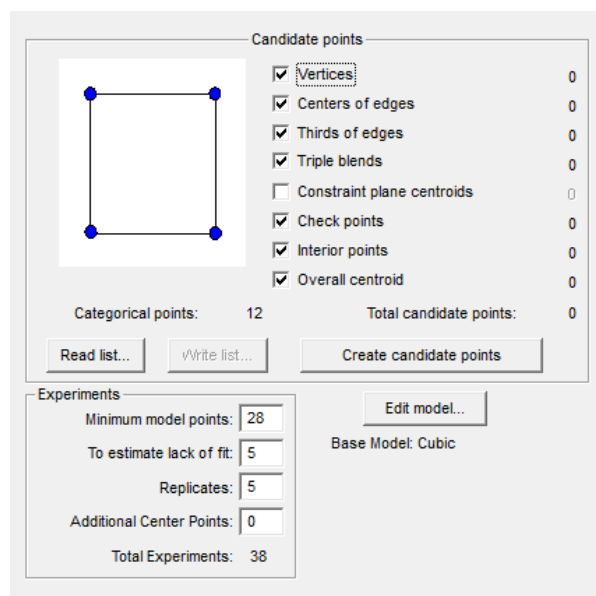 Candidate points
Vertices 0
Centers of edges 0
Thirds of edges 0
Triple blends 0
Constraint plane centroids 0
Check points 0
Interior points 0
Overall centroid 0
Categorical points: 12 Total candidate points: 0
Read list... Write list... Create candidate points
Experiments
Minimum model points: 28
To estimate lack of fit: 5
Replicates: 5
Additional Center Points: 0
Total Experiments: 38
Edit model...
Base Model: Cubic